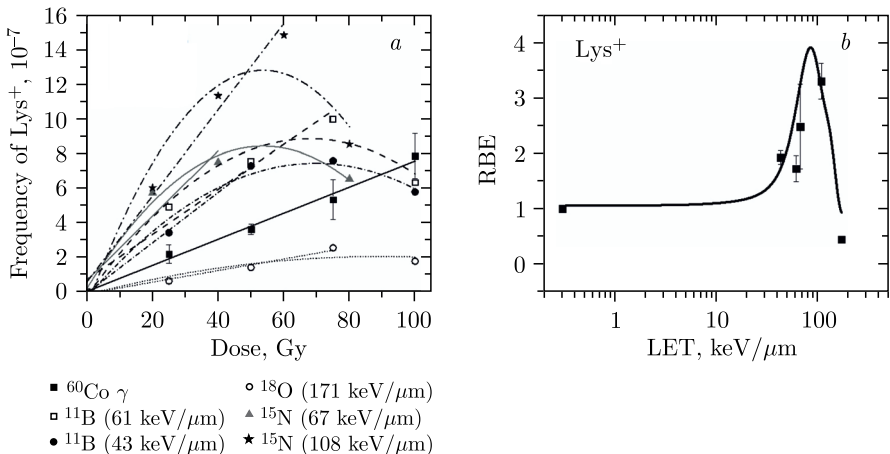 16
14
12
10
8
6
4
2
0
Frequency of Lys⁺, 10⁻⁷
a
0 20 40 60 80 100
Dose, Gy
⁶⁰Co γ
¹¹B (61 keV/μm)
¹¹B (43 keV/μm)
¹⁸O (171 keV/μm)
¹⁵N (67 keV/μm)
¹⁵N (108 keV/μm)
4
3
2
1
0
RBE
Lys⁺
b
1 10 100
LET, keV/μm